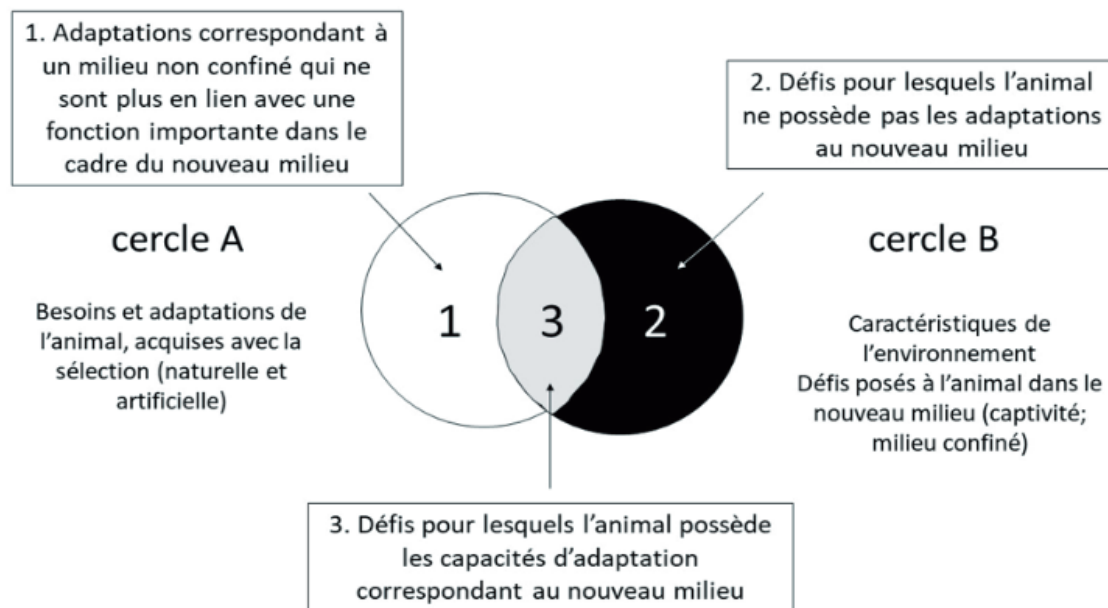 1. Adaptations correspondant à
un milieu non confiné qui ne
sont plus en lien avec une
fonction importante dans le
cadre du nouveau milieu
2. Défis pour lesquels l’animal
ne possède pas les adaptations
au nouveau milieu
cercle A
cercle B
Besoins et adaptations de
l’animal, acquises avec la
sélection (naturelle et
artificielle)
1
3
2
Caractéristiques de
l’environnement
Défis posés à l’animal dans le
nouveau milieu (captivité;
milieu confiné)
3. Défis pour lesquels l’animal possède
les capacités d’adaptation
correspondant au nouveau milieu